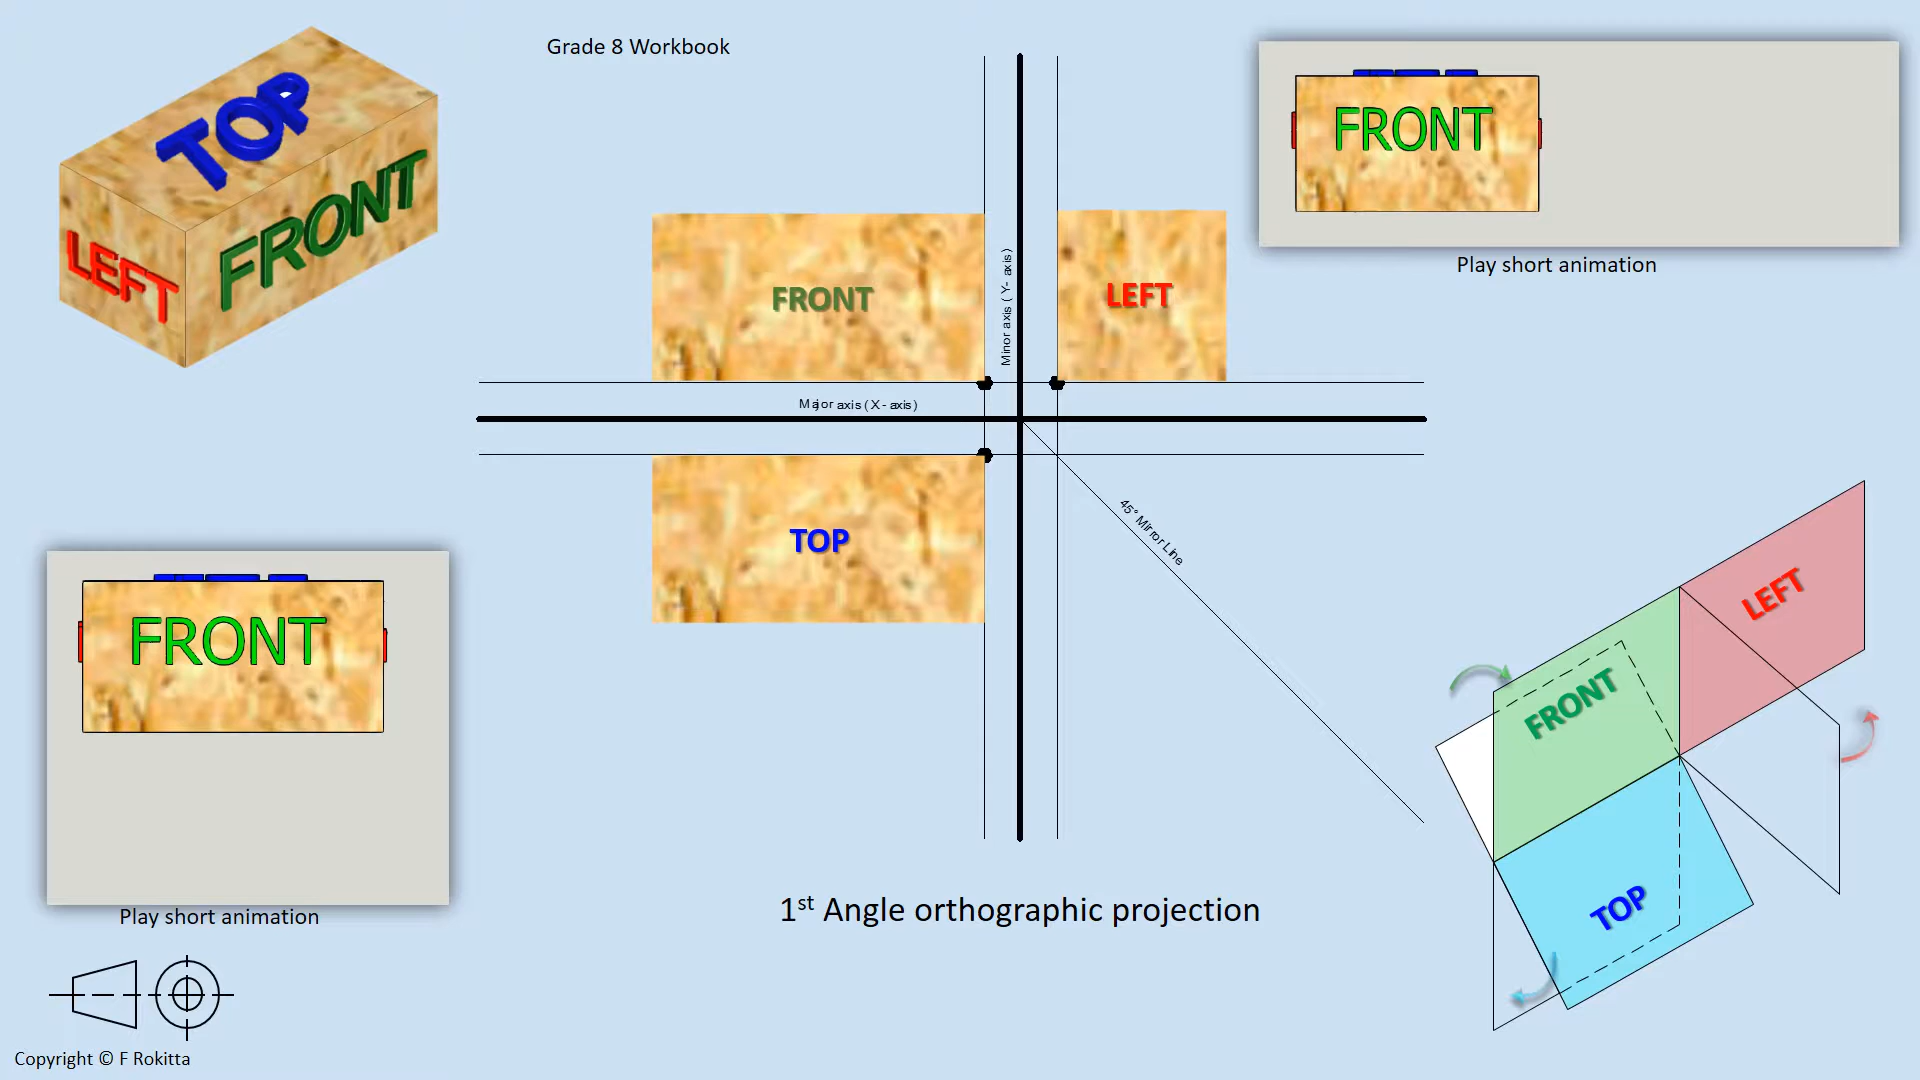 Grade 8 Workbook
TOP
LEFT
FRONT
FRONT
Play short animation
FRONT
Minor axis ( Y- axis)
LEFT
Major axis ( X - axis)
TOP
45° Mirror Line
FRONT
Play short animation
LEFT
FRONT
TOP
1st Angle orthographic projection
Copyright © F Rokitta